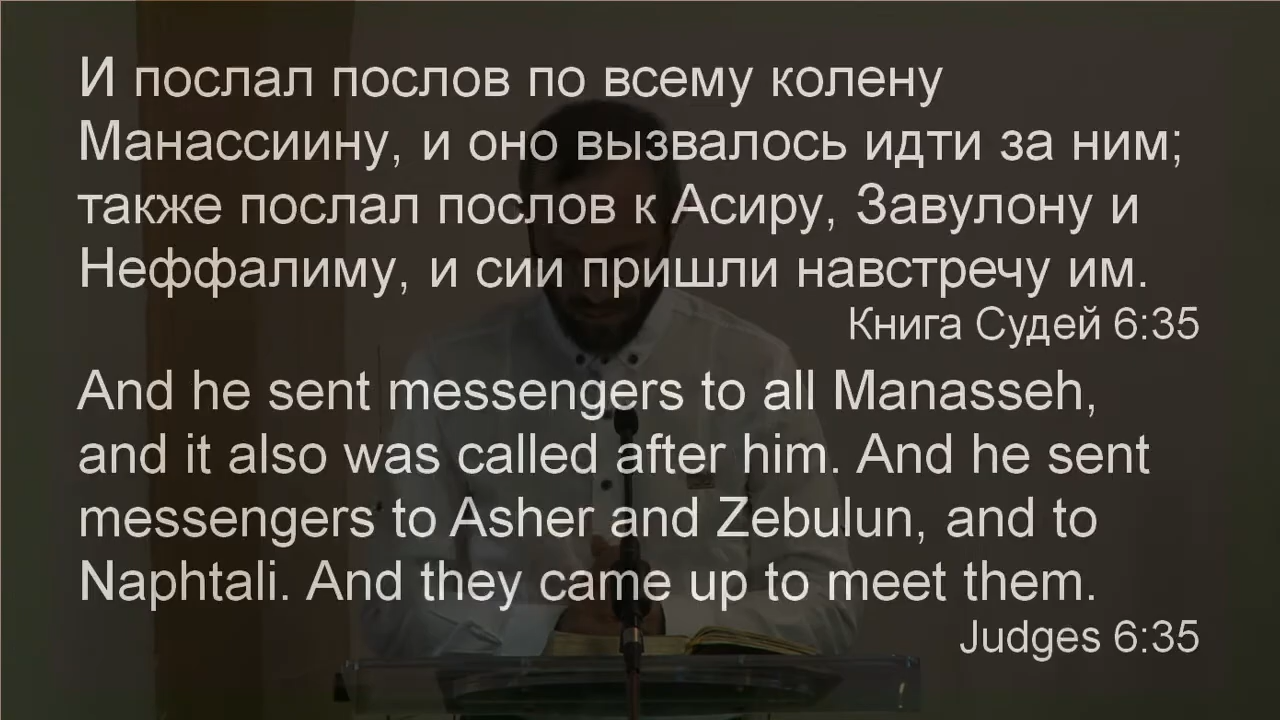 И послал послов по всему колену
Манассиину, и оно вызвалось идти за ним;
также послал послов к Асиру, Завулону и
Неффалиму, и сии пришли навстречу им.
Книга Судей 6:35
And he sent messengers to all Manasseh,
and it also was called after him. And he sent
messengers to Asher and Zebulun, and to
Naphtali. And they came up to meet them.
Judges 6:35